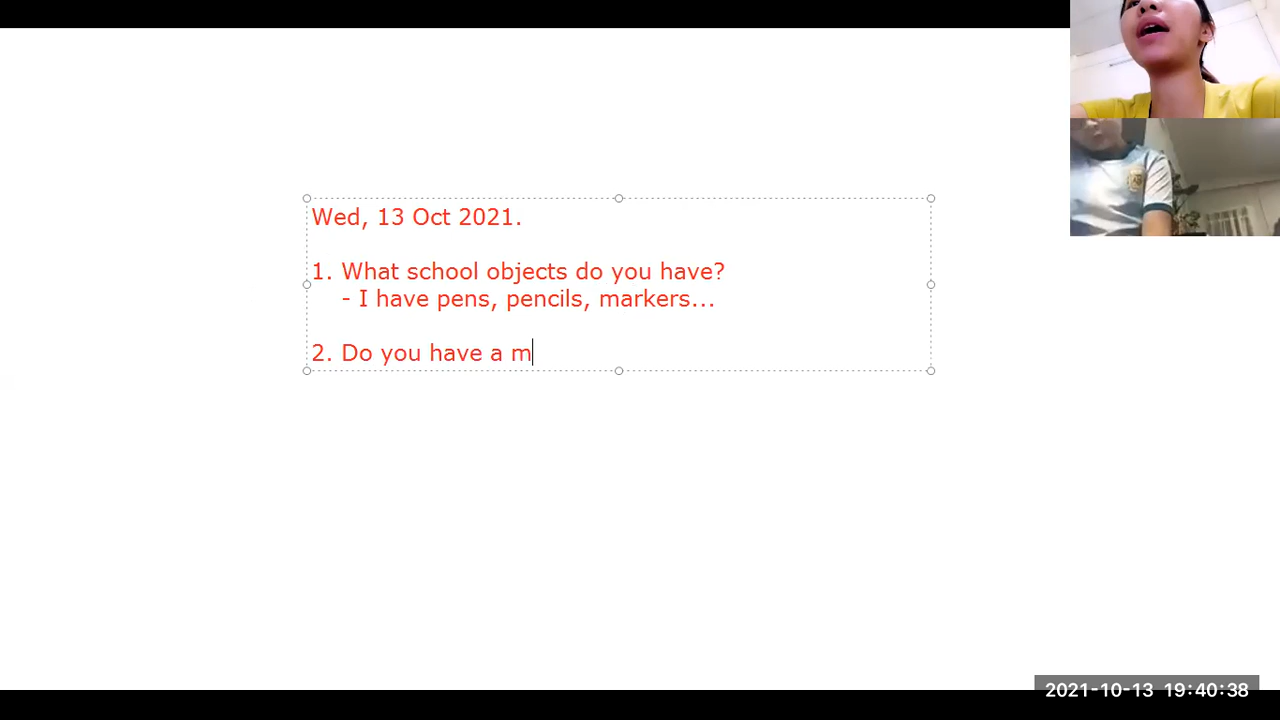 Wed, 13 Oct 2021.
1. What school objects do you have?
- I have pens, pencils, markers...
2. Do you have a m
2021-10-13 19:40:38